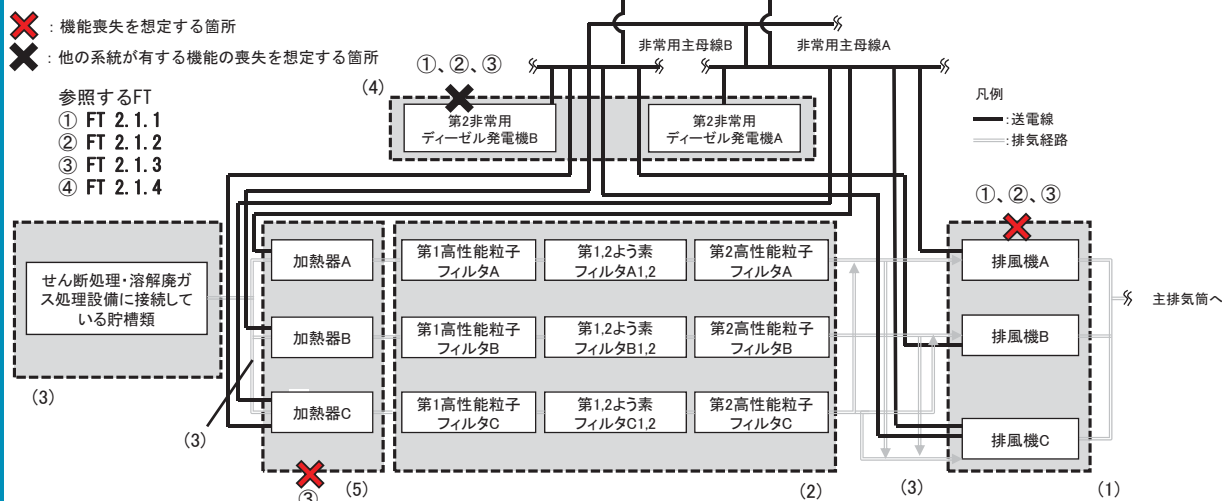 ：機能喪失を想定する箇所
：他の系統が有する機能の喪失を想定する箇所
参照するFT
① FT 2.1.1
② FT 2.1.2
③ FT 2.1.3
④ FT 2.1.4
非常用主母線B
非常用主母線A
①、②、③
(4)
第2非常用
ディーゼル発電機B
第2非常用
ディーゼル発電機A
凡例
:送電線
:排気経路
①、②、③
せん断処理・溶解廃ガ
ス処理設備に接続して
いる貯槽類
(3)
(3)
加熱器A
加熱器B
加熱器C
③
(5)
第1高性能粒子
フィルタA
第1,2よう素
フィルタA1,2
第2高性能粒子
フィルタA
第1高性能粒子
フィルタB
第1,2よう素
フィルタB1,2
第2高性能粒子
フィルタB
第1高性能粒子
フィルタC
第1,2よう素
フィルタC1,2
第2高性能粒子
フィルタC
(2)
(3)
排風機A
排風機B
排風機C
(1)
主排気筒へ